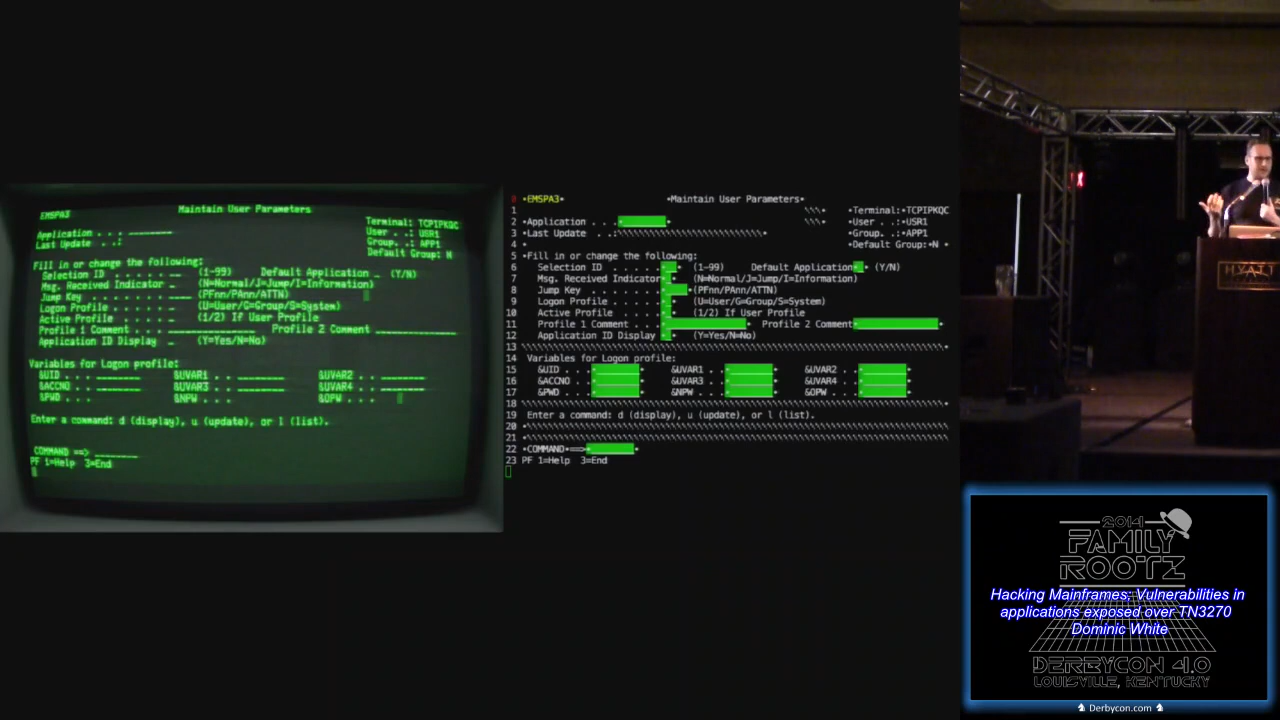 EMSPA3 Maintain User Parameters
Terminal: TCPIPKQC
Application . . .:
User . .: USR1
Last Update . .:
Group. .: APP1
Default Group: N
Fill in or change the following:
Selection ID . . . . . . (1-99) Default Application _ (Y/N)
Msg. Received Indicator _ (N=Normal/J=Jump/I=Information)
Jump Key . . . . . (PFnn/PAnn/ATTN)
Logon Profile . . . . . (U=User/G=Group/S=System)
Active Profile . . . . . (1/2) If User Profile
Profile 1 Comment . . . Profile 2 Comment
Application ID Display _ (Y=Yes/N=No)
Variables for Logon profile:
&UID . . . &UVAR1 . . &UVAR2 . .
&ACCNO . . &UVAR3 . . &UVAR4 . .
&PWD . . . &NPW . . . &OPW . . .
Enter a command: d (display), u (update), or l (list).
COMMAND ==>
PF 1=Help 3=End
0 •EMSPA3• •Maintain User Parameters•
1 \\\• •Terminal:•TCPIPKQC
2 •Application . . . \\\• •User . .:•USR1
3 •Last Update . .: •Group. .:•APP1
4 • •Default Group:•N •
5 •Fill in or change the following:
6 Selection ID . . . . . (1-99) Default Application (Y/N)
7 Msg. Received Indicator (N=Normal/J=Jump/I=Information)
8 Jump Key . . . . . . (PFnn/PAnn/ATTN)
9 Logon Profile . . . . (U=User/G=Group/S=System)
10 Active Profile . . . . (1/2) If User Profile
11 Profile 1 Comment . . . Profile 2 Comment
12 Application ID Display (Y=Yes/N=No)
13
14 Variables for Logon profile:
15 &UID . . . &UVAR1 . . &UVAR2 . .
16 &ACCNO . . &UVAR3 . . &UVAR4 . .
17 &PWD . . . &NPW . . . &OPW . . .
18
19 Enter a command: d (display), u (update), or l (list).
20
21
22 •COMMAND•==>
23 PF 1=Help 3=End
HYATT
2014
FAMILY
ROOTZ
Hacking Mainframes; Vulnerabilities in
applications exposed over TN3270
Dominic White
DERBYCON 4.0
LOUISVILLE, KENTUCKY
Derbycon.com